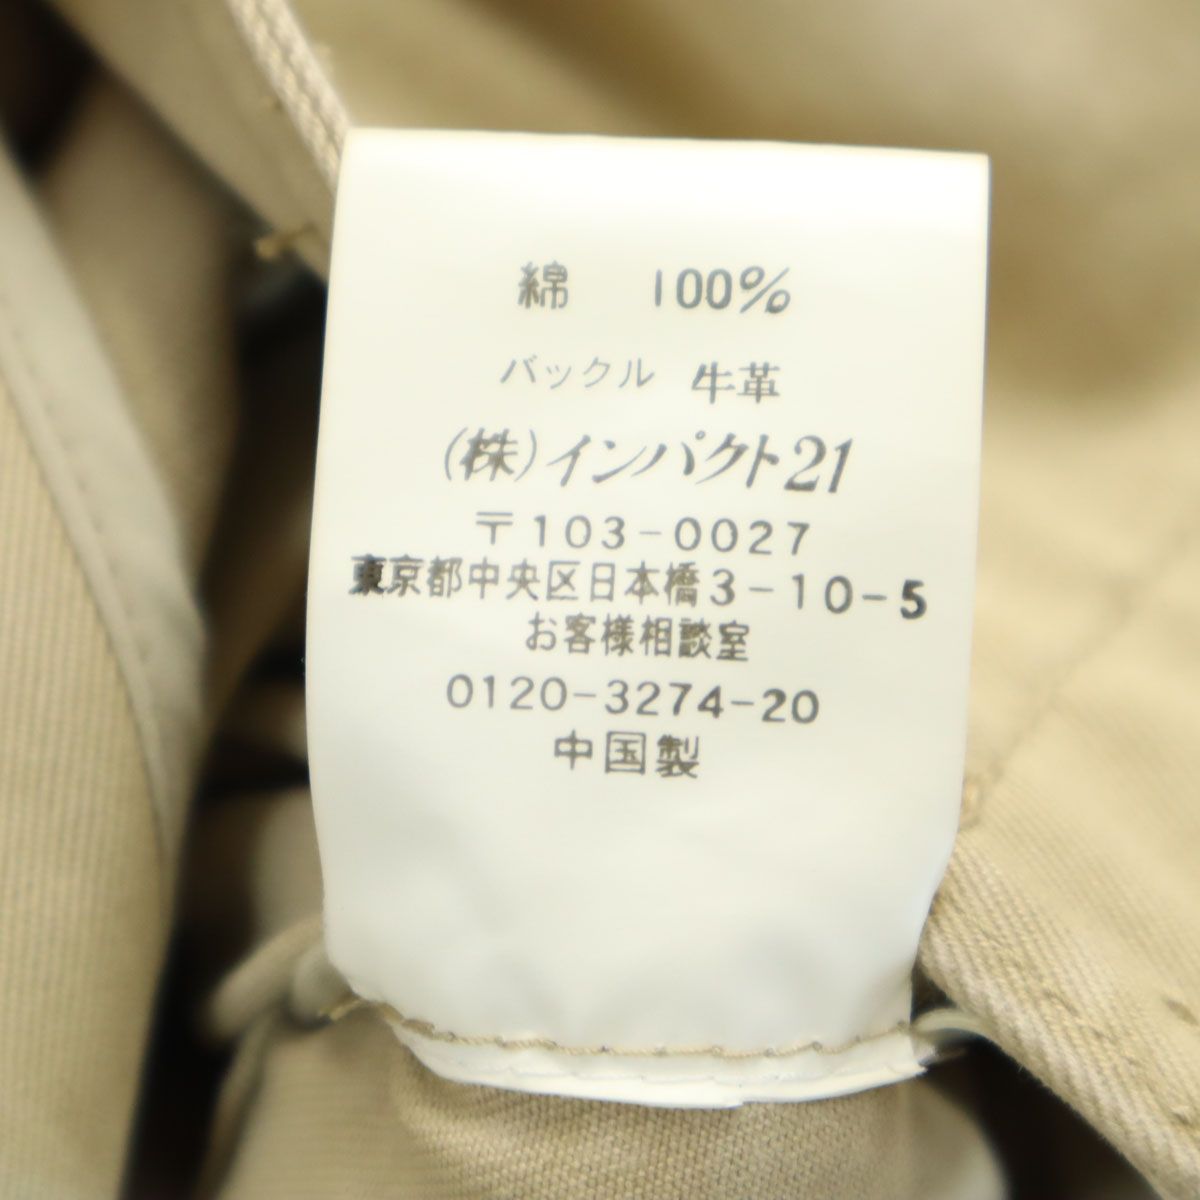 綿 100%
バックル 牛革
(株)インパクト21
〒103-0027
東京都中央区日本橋3-10-5
お客様相談室
0120-3274-20
中国製